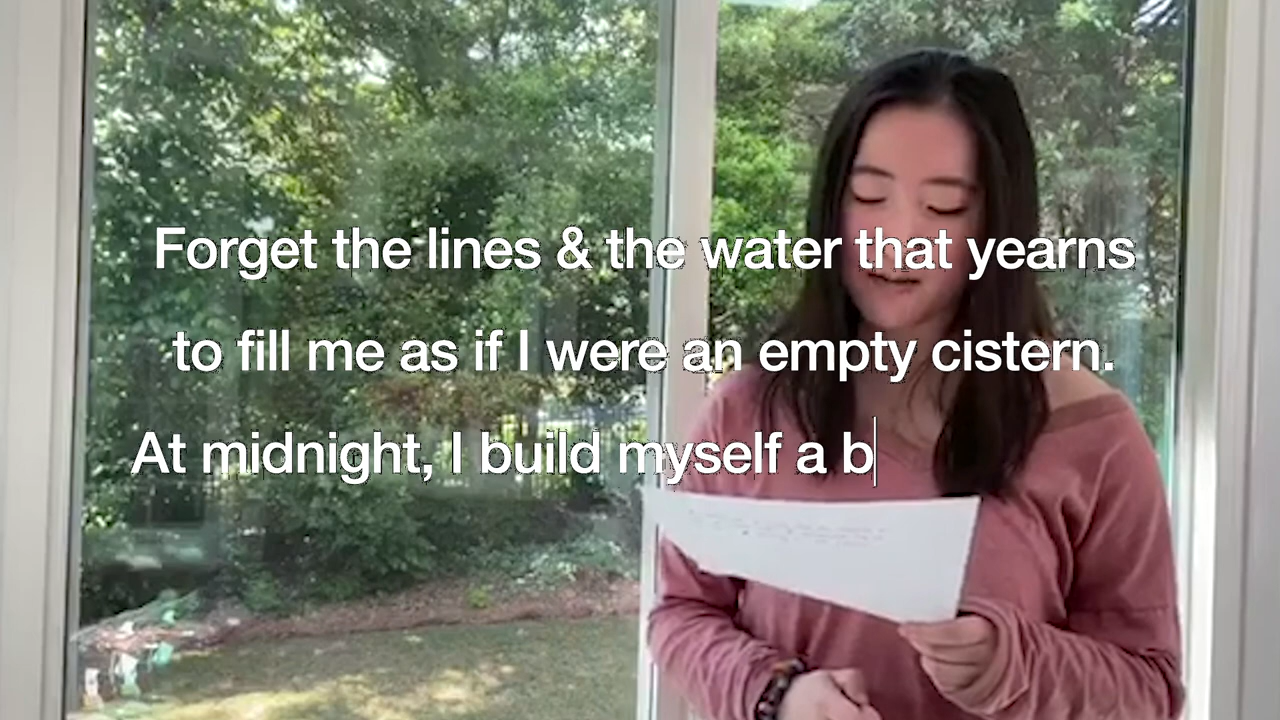 Forget the lines & the water that yearns
to fill me as if I were an empty cistern.
At midnight, I build myself a b